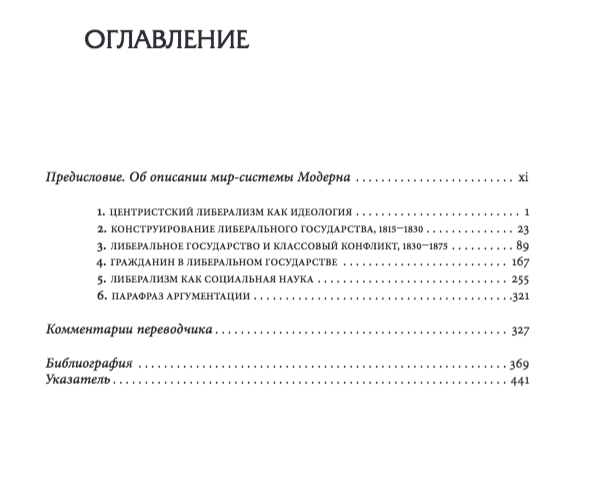 ОГЛАВЛЕНИЕ
Предисловие. Об описании мир-системы Модерна . . . . . . . . . . . . . . . . . . . . . . . . xi
1. ЦЕНТРИСТСКИЙ ЛИБЕРАЛИЗМ КАК ИДЕОЛОГИЯ . . . . . . . . . . . . . . . . . . . . . . . . . 1
2. КОНСТРУИРОВАНИЕ ЛИБЕРАЛЬНОГО ГОСУДАРСТВА, 1815–1830 . . . . . . . . . . . . 23
3. ЛИБЕРАЛЬНОЕ ГОСУДАРСТВО И КЛАССОВЫЙ КОНФЛИКТ, 1830–1875 . . . . . . . . . 89
4. ГРАЖДАНИН В ЛИБЕРАЛЬНОМ ГОСУДАРСТВЕ . . . . . . . . . . . . . . . . . . . . . . . . 167
5. ЛИБЕРАЛИЗМ КАК СОЦИАЛЬНАЯ НАУКА . . . . . . . . . . . . . . . . . . . . . . . . . . . . 255
6. ПАРАФРАЗ АРГУМЕНТАЦИИ . . . . . . . . . . . . . . . . . . . . . . . . . . . . . . . . . . . . .321
Комментарии переводчика . . . . . . . . . . . . . . . . . . . . . . . . . . . . . . . . . . . . . . . . . . 327
Библиография . . . . . . . . . . . . . . . . . . . . . . . . . . . . . . . . . . . . . . . . . . . . . . . . . . . . . 369
Указатель . . . . . . . . . . . . . . . . . . . . . . . . . . . . . . . . . . . . . . . . . . . . . . . . . . . . . . . . 441